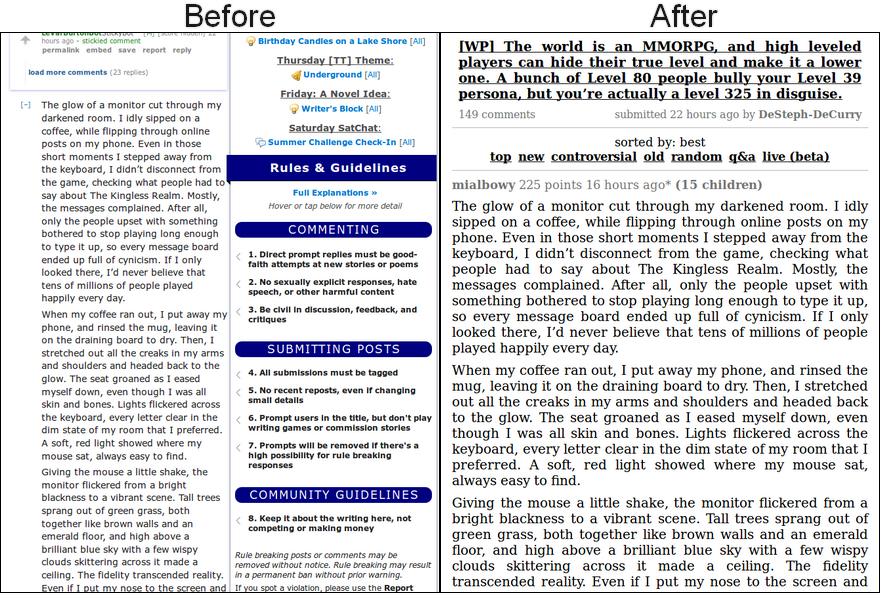 Before
After
hours ago - stickied comment
permalink embed save report reply
load more comments (23 replies)
[–] The glow of a monitor cut through my
darkened room. I idly sipped on a
coffee, while flipping through online
posts on my phone. Even in those
short moments I stepped away from
the keyboard, I didn't disconnect from
the game, checking what people had to
say about The Kingless Realm. Mostly,
the messages complained. After all,
only the people upset with something
bothered to stop playing long enough
to type it up, so every message board
ended up full of cynicism. If I only
looked there, I'd never believe that
tens of millions of people played
happily every day.
When my coffee ran out, I put away my
phone, and rinsed the mug, leaving it
on the draining board to dry. Then, I
stretched out all the creaks in my arms
and shoulders and headed back to the
glow. The seat groaned as I eased
myself down, even though I was all
skin and bones. Lights flickered across
the keyboard, every letter clear in the
dim state of my room that I preferred.
A soft, red light showed where my
mouse sat, always easy to find.
Giving the mouse a little shake, the
monitor flickered from a bright
blackness to a vibrant scene. Tall trees
sprang out of green grass, both
together like brown walls and an
emerald floor, and high above a
brilliant blue sky with a few wispy
clouds skittering across it made a
ceiling. The fidelity transcended reality.
Even if I put my nose to the screen and
Birthday Candles on a Lake Shore [All]
Thursday [TT] Theme:
Underground [All]
Friday: A Novel Idea:
Writer's Block [All]
Saturday SatChat:
Summer Challenge Check-In [All]
Rules & Guidelines
Full Explanations »
Hover or tap below for more detail
COMMENTING
1. Direct prompt replies must be good-
faith attempts at new stories or poems
2. No sexually explicit responses, hate
speech, or other harmful content
3. Be civil in discussion, feedback, and
critiques
SUBMITTING POSTS
4. All submissions must be tagged
5. No recent reposts, even if changing
small details
6. Prompt users in the title, but don't play
writing games or commission stories
7. Prompts will be removed if there's a
high possibility for rule breaking
responses
COMMUNITY GUIDELINES
8. Keep it about the writing here, not
competing or making money
Rule breaking posts or comments may be
removed without notice. Rule breaking may result
in a permanent ban without prior warning.
If you spot a violation, please use the Report
[WP] The world is an MMORPG, and high leveled
players can hide their true level and make it a lower
one. A bunch of Level 80 people bully your Level 39
persona, but you're actually a level 325 in disguise.
149 comments submitted 22 hours ago by DeSteph-DeCurry
sorted by: best
top new controversial old random q&a live (beta)
mialbowy 225 points 16 hours ago* (15 children)
The glow of a monitor cut through my darkened room. I idly
sipped on a coffee, while flipping through online posts on my
phone. Even in those short moments I stepped away from the
keyboard, I didn't disconnect from the game, checking what
people had to say about The Kingless Realm. Mostly, the
messages complained. After all, only the people upset with
something bothered to stop playing long enough to type it up,
so every message board ended up full of cynicism. If I only
looked there, I'd never believe that tens of millions of people
played happily every day.
When my coffee ran out, I put away my phone, and rinsed the
mug, leaving it on the draining board to dry. Then, I stretched
out all the creaks in my arms and shoulders and headed back
to the glow. The seat groaned as I eased myself down, even
though I was all skin and bones. Lights flickered across the
keyboard, every letter clear in the dim state of my room that I
preferred. A soft, red light showed where my mouse sat,
always easy to find.
Giving the mouse a little shake, the monitor flickered from a
bright blackness to a vibrant scene. Tall trees sprang out of
green grass, both together like brown walls and an emerald
floor, and high above a brilliant blue sky with a few wispy
clouds skittering across it made a ceiling. The fidelity
transcended reality. Even if I put my nose to the screen and